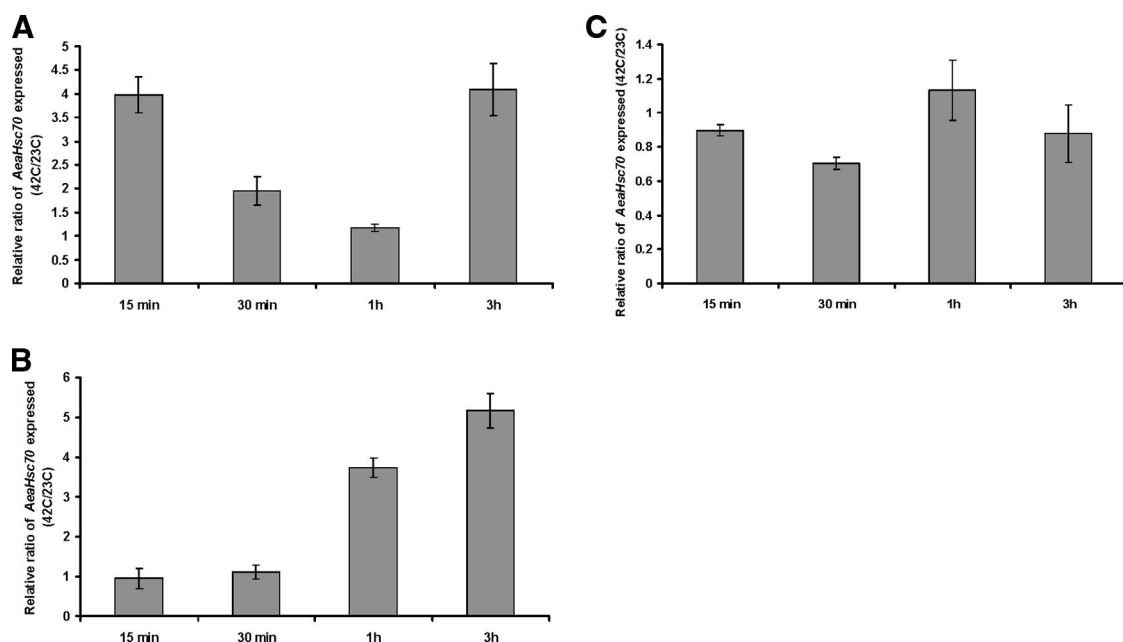 A
Relative ratio of AeaHsc70 expressed
(42C/23C)
5
4.5
4
3.5
3
2.5
2
1.5
1
0.5
0
15 min
30 min
1h
3h
C
Relative ratio of AeaHsc70 expressed (42C/23C)
1.4
1.2
1
0.8
0.6
0.4
0.2
0
15 min
30 min
1h
3h
B
Relative ratio of AeaHsc70 expressed
(42C/23C)
6
5
4
3
2
1
0
15 min
30 min
1h
3h